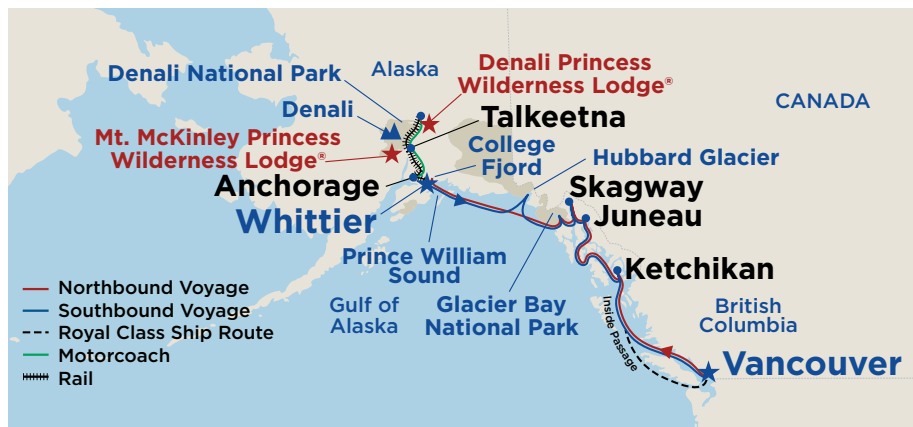 Denali National Park
Alaska
Denali Princess
Wilderness Lodge®
CANADA
Denali
Talkeetna
Mt. McKinley Princess
Wilderness Lodge®
College
Fjord
Hubbard Glacier
Anchorage
Skagway
Whittier
Juneau
Prince William
Sound
Ketchikan
Northbound Voyage
Southbound Voyage
Royal Class Ship Route
Motorcoach
Rail
Gulf of
Alaska
Glacier Bay
National Park
Inside Passage
British
Columbia
Vancouver